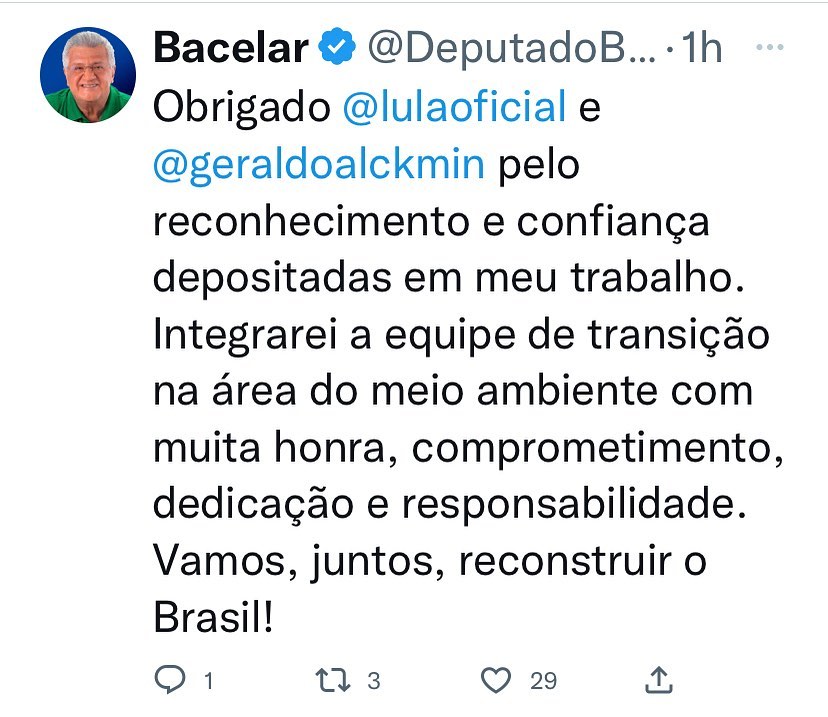 Bacelar @DeputadoB... · 1h
Obrigado @lulaoficial e
@geraldoalckmin pelo
reconhecimento e confiança
depositadas em meu trabalho.
Integrarei a equipe de transição
na área do meio ambiente com
muita honra, comprometimento,
dedicação e responsabilidade.
Vamos, juntos, reconstruir o
Brasil!
1 3 29